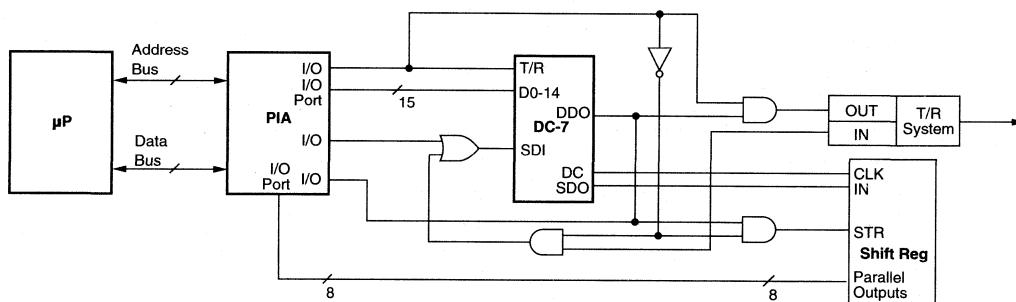 µP
Address
Bus
Data
Bus
I/O
I/O
Port
PIA
I/O
I/O
Port
I/O
15
8
T/R
D0-14
DDO
DC-7
SDI
DC
SDO
OUT
IN
T/R
System
CLK
IN
STR
Shift Reg
Parallel
Outputs
8